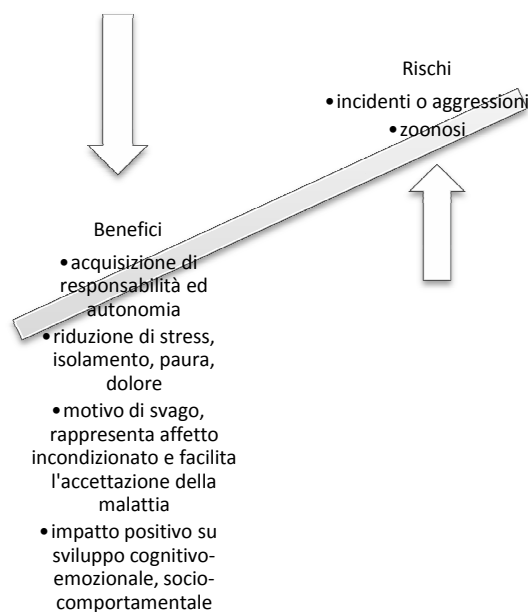 Rischi
•incidenti o aggressioni
•zoonosi
Benefici
•acquisizione di
responsabilità ed
autonomia
•riduzione di stress,
isolamento, paura,
dolore
•motivo di svago,
rappresenta affetto
incondizionato e facilita
l'accettazione della
malattia
•impatto positivo su
sviluppo cognitivo-
emozionale, socio-
comportamentale